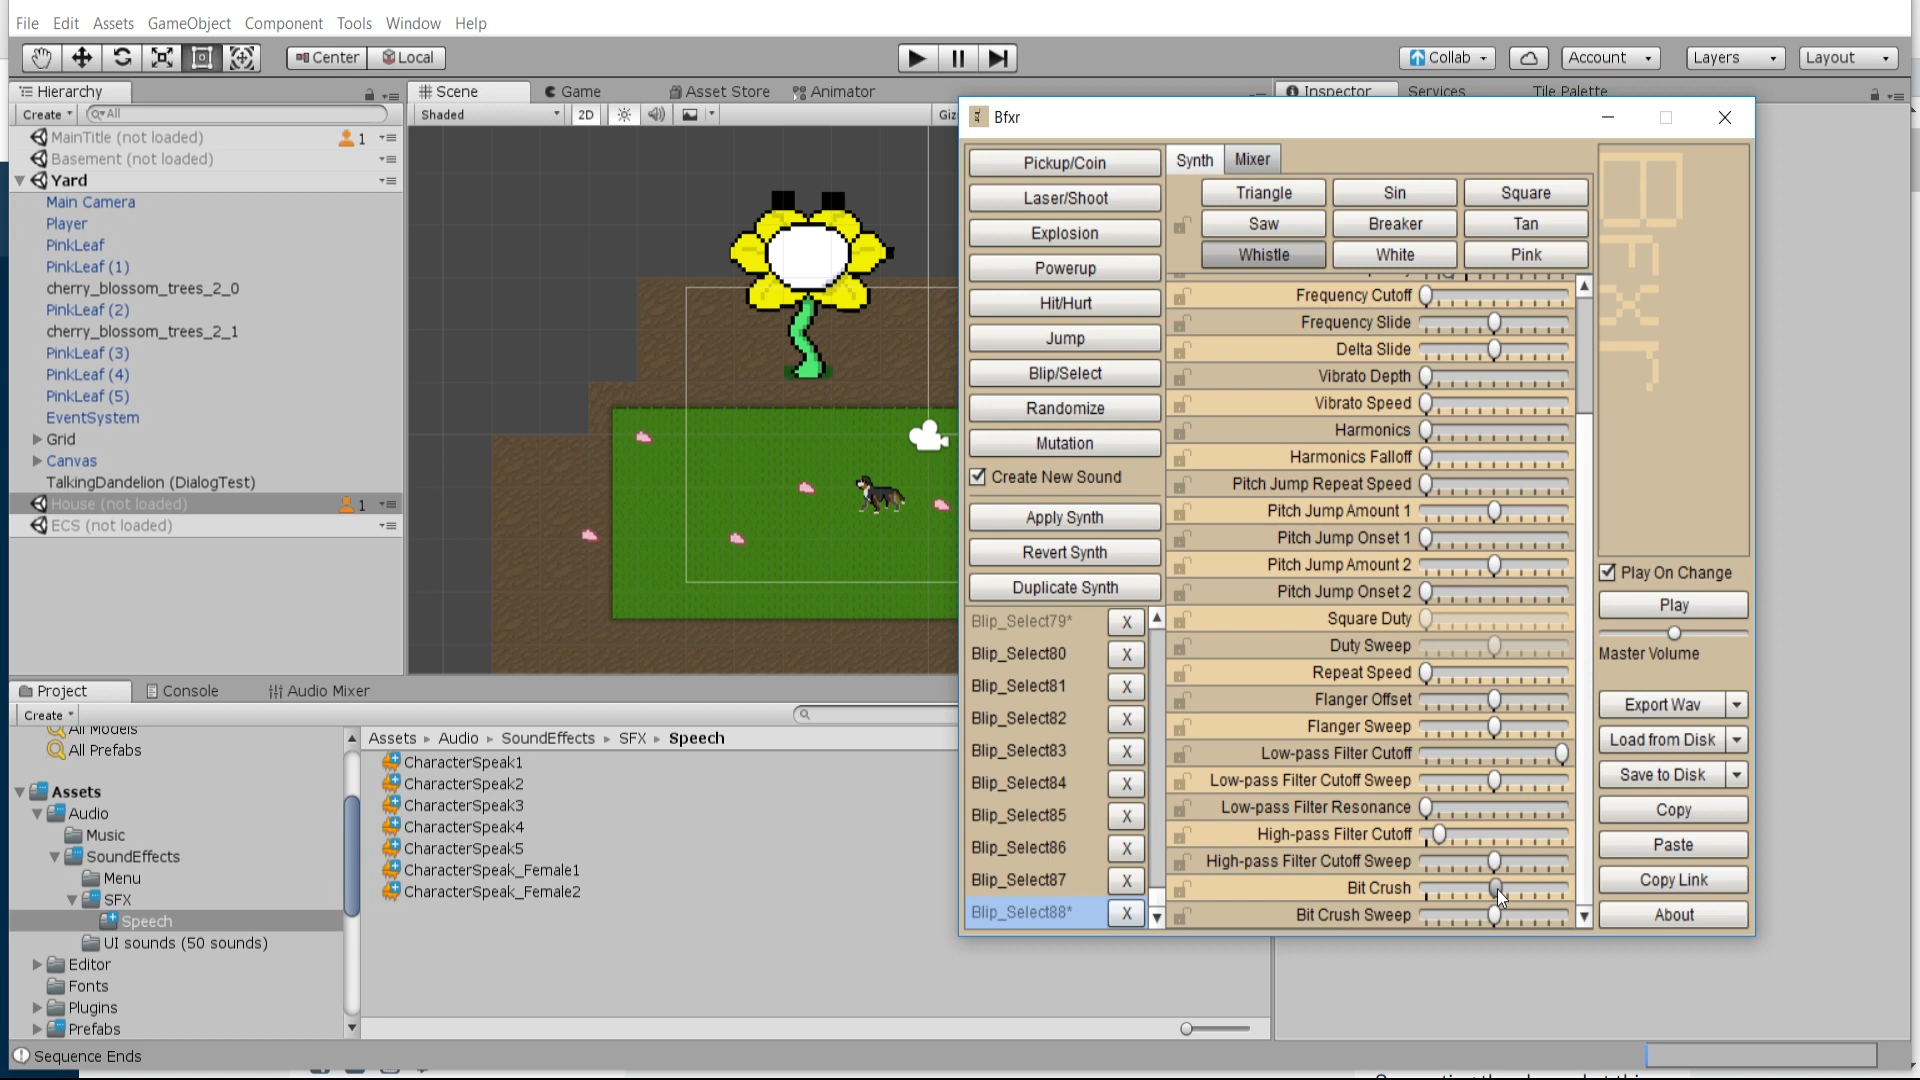 File Edit Assets GameObject Component Tools Window Help
Center Local
Collab Account Layers Layout
Hierarchy
Create All
MainTitle (not loaded) 1
Basement (not loaded)
Yard
Main Camera
Player
PinkLeaf
PinkLeaf (1)
cherry_blossom_trees_2_0
PinkLeaf (2)
cherry_blossom_trees_2_1
PinkLeaf (3)
PinkLeaf (4)
PinkLeaf (5)
EventSystem
Grid
Canvas
TalkingDandelion (DialogTest)
House (not loaded) 1
ECS (not loaded)
Scene Game Asset Store Animator
Shaded 2D
Inspector Services Tile Palette
Bfxr
Pickup/Coin
Laser/Shoot
Explosion
Powerup
Hit/Hurt
Jump
Blip/Select
Randomize
Mutation
Create New Sound
Apply Synth
Revert Synth
Duplicate Synth
Blip_Select79* X
Blip_Select80 X
Blip_Select81 X
Blip_Select82 X
Blip_Select83 X
Blip_Select84 X
Blip_Select85 X
Blip_Select86 X
Blip_Select87 X
Blip_Select88* X
Synth Mixer
Triangle Sin Square
Saw Breaker Tan
Whistle White Pink
Frequency Cutoff
Frequency Slide
Delta Slide
Vibrato Depth
Vibrato Speed
Harmonics
Harmonics Falloff
Pitch Jump Repeat Speed
Pitch Jump Amount 1
Pitch Jump Onset 1
Pitch Jump Amount 2
Pitch Jump Onset 2
Square Duty
Duty Sweep
Repeat Speed
Flanger Offset
Flanger Sweep
Low-pass Filter Cutoff
Low-pass Filter Cutoff Sweep
Low-pass Filter Resonance
High-pass Filter Cutoff
High-pass Filter Cutoff Sweep
Bit Crush
Bit Crush Sweep
Bfxr
Play On Change
Play
Master Volume
Export Wav
Load from Disk
Save to Disk
Copy
Paste
Copy Link
About
Project Console Audio Mixer
Create
All Models
All Prefabs
Assets
Audio
Music
SoundEffects
Menu
SFX
Speech
UI sounds (50 sounds)
Editor
Fonts
Plugins
Prefabs
Assets Audio SoundEffects SFX Speech
CharacterSpeak1
CharacterSpeak2
CharacterSpeak3
CharacterSpeak4
CharacterSpeak5
CharacterSpeak_Female1
CharacterSpeak_Female2
Sequence Ends